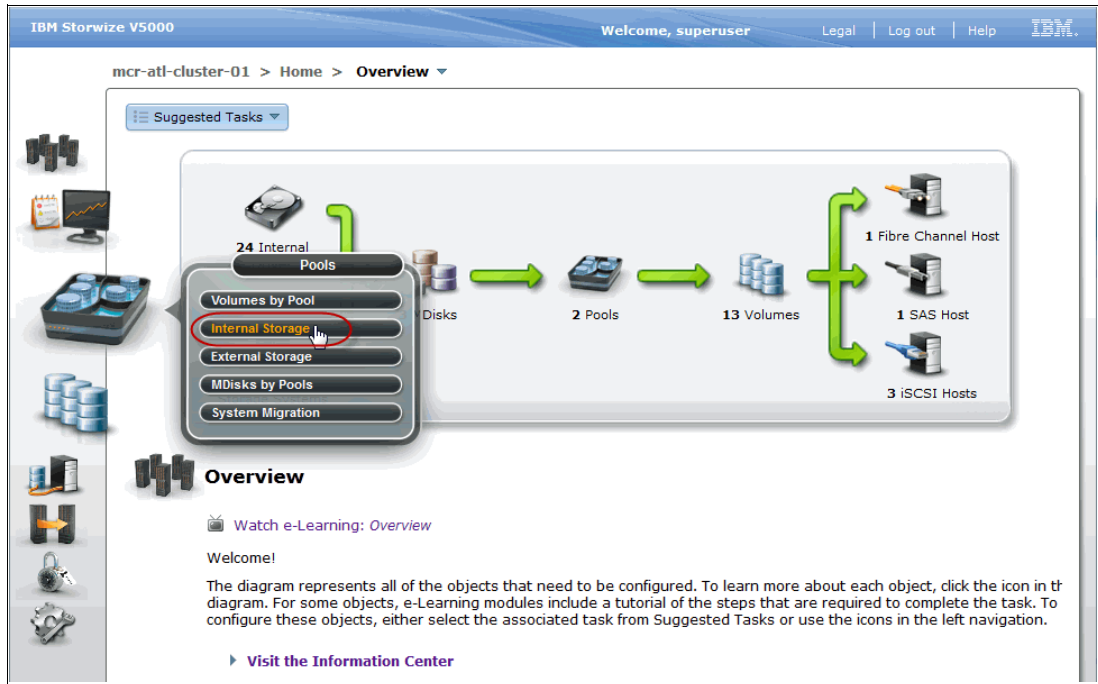 IBM Storwize V5000
Welcome, superuser
Legal
Log out
Help
IBM.
mcr-atl-cluster-01 > Home > Overview
Suggested Tasks
24 Internal
Pools
Volumes by Pool
Internal Storage
External Storage
MDisks by Pools
System Migration
Disks
2 Pools
13 Volumes
1 Fibre Channel Host
1 SAS Host
3 iSCSI Hosts
Overview
Watch e-Learning: Overview
Welcome!
The diagram represents all of the objects that need to be configured. To learn more about each object, click the icon in th
diagram. For some objects, e-Learning modules include a tutorial of the steps that are required to complete the task. To
configure these objects, either select the associated task from Suggested Tasks or use the icons in the left navigation.
Visit the Information Center